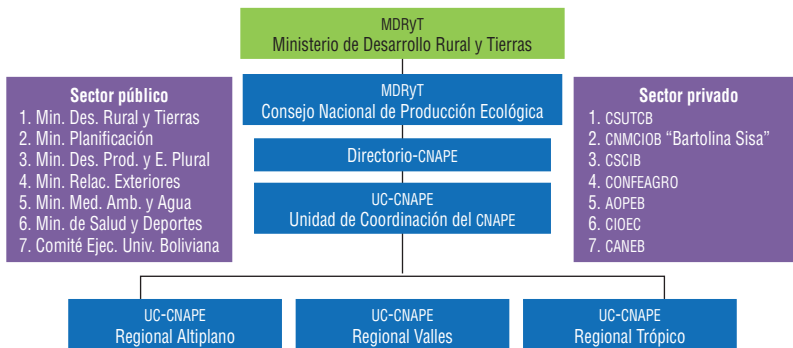 MDRyT
Ministerio de Desarrollo Rural y Tierras
Sector público
1. Min. Des. Rural y Tierras
2. Min. Planificación
3. Min. Des. Prod. y E. Plural
4. Min. Relac. Exteriores
5. Min. Med. Amb. y Agua
6. Min. de Salud y Deportes
7. Comité Ejec. Univ. Boliviana
MDRyT
Consejo Nacional de Producción Ecológica
Directorio-CNAPE
UC-CNAPE
Unidad de Coordinación del CNAPE
Sector privado
1. CSUTCB
2. CNMCIOB “Bartolina Sisa”
3. CSCIB
4. CONFEAGRO
5. AOPEB
6. CIOEC
7. CANEB
UC-CNAPE
Regional Altiplano
UC-CNAPE
Regional Valles
UC-CNAPE
Regional Trópico